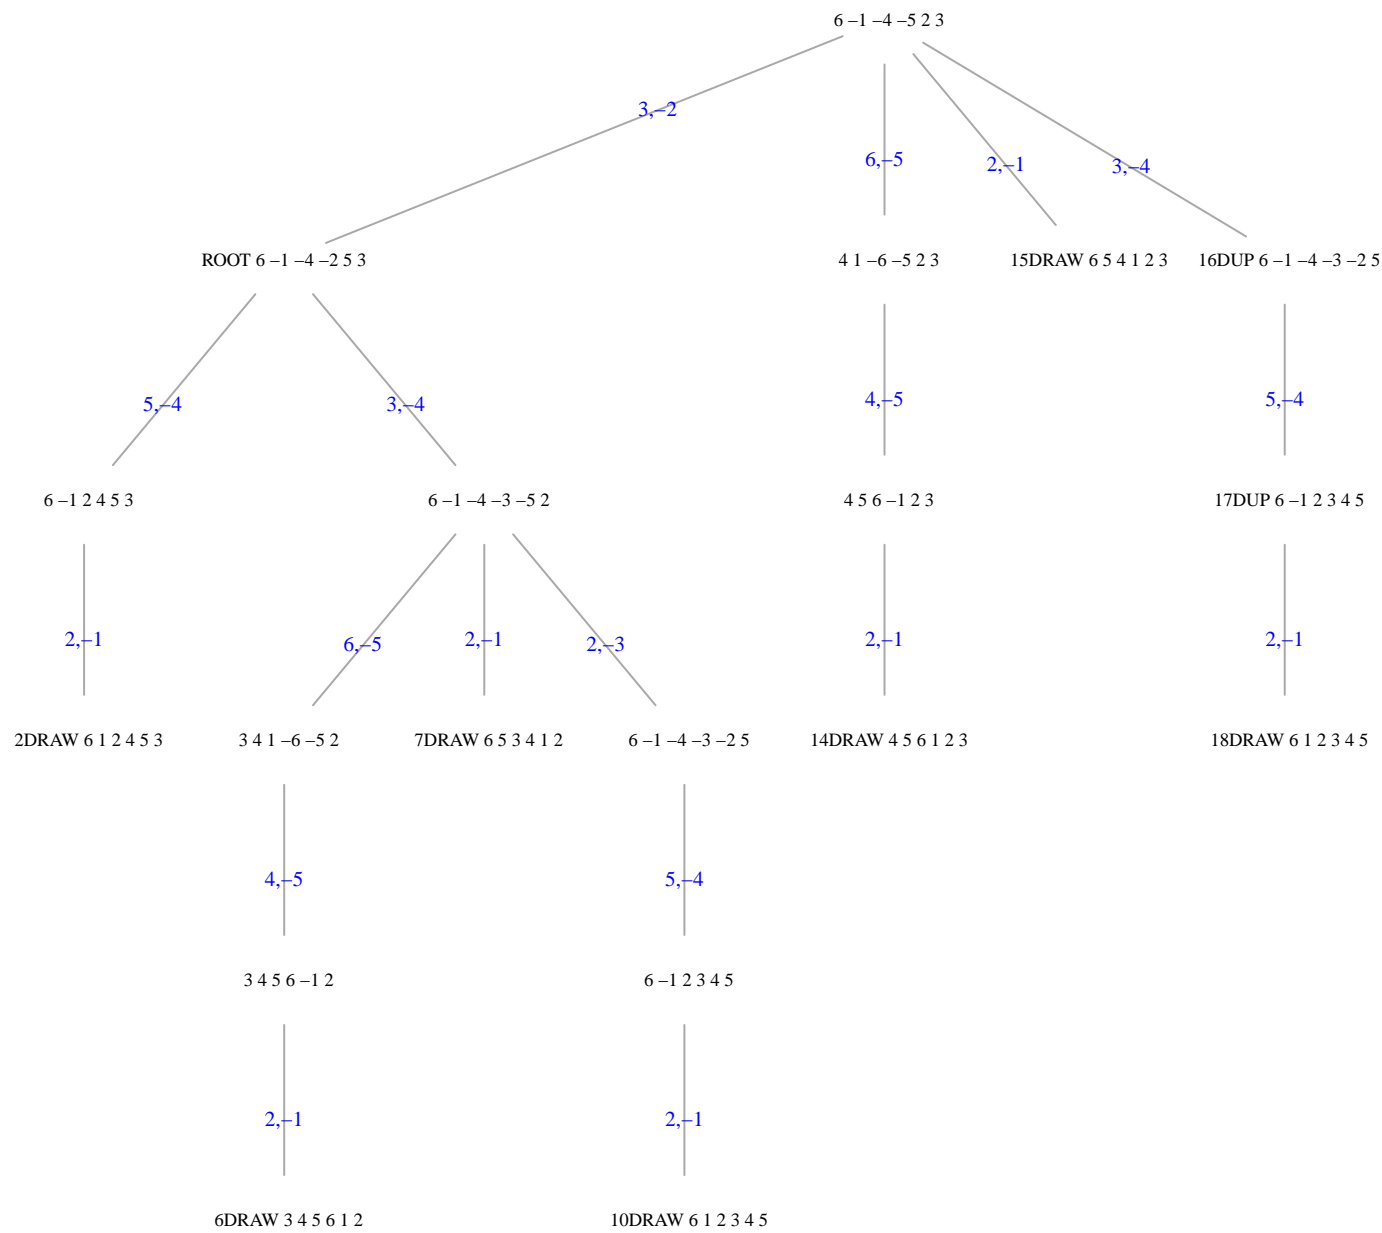 6 –1 –4 –5 2 3
3,–2
6,–5
2,–1
3,–4
ROOT 6 –1 –4 –2 5 3
4 1 –6 –5 2 3
15DRAW 6 5 4 1 2 3
16DUP 6 –1 –4 –3 –2 5
5,–4
3,–4
4,–5
5,–4
6 –1 2 4 5 3
6 –1 –4 –3 –5 2
4 5 6 –1 2 3
17DUP 6 –1 2 3 4 5
2,–1
6,–5
2,–1
2,–3
2,–1
2,–1
2DRAW 6 1 2 4 5 3
3 4 1 –6 –5 2
7DRAW 6 5 3 4 1 2
6 –1 –4 –3 –2 5
14DRAW 4 5 6 1 2 3
18DRAW 6 1 2 3 4 5
4,–5
5,–4
3 4 5 6 –1 2
6 –1 2 3 4 5
2,–1
2,–1
6DRAW 3 4 5 6 1 2
10DRAW 6 1 2 3 4 5